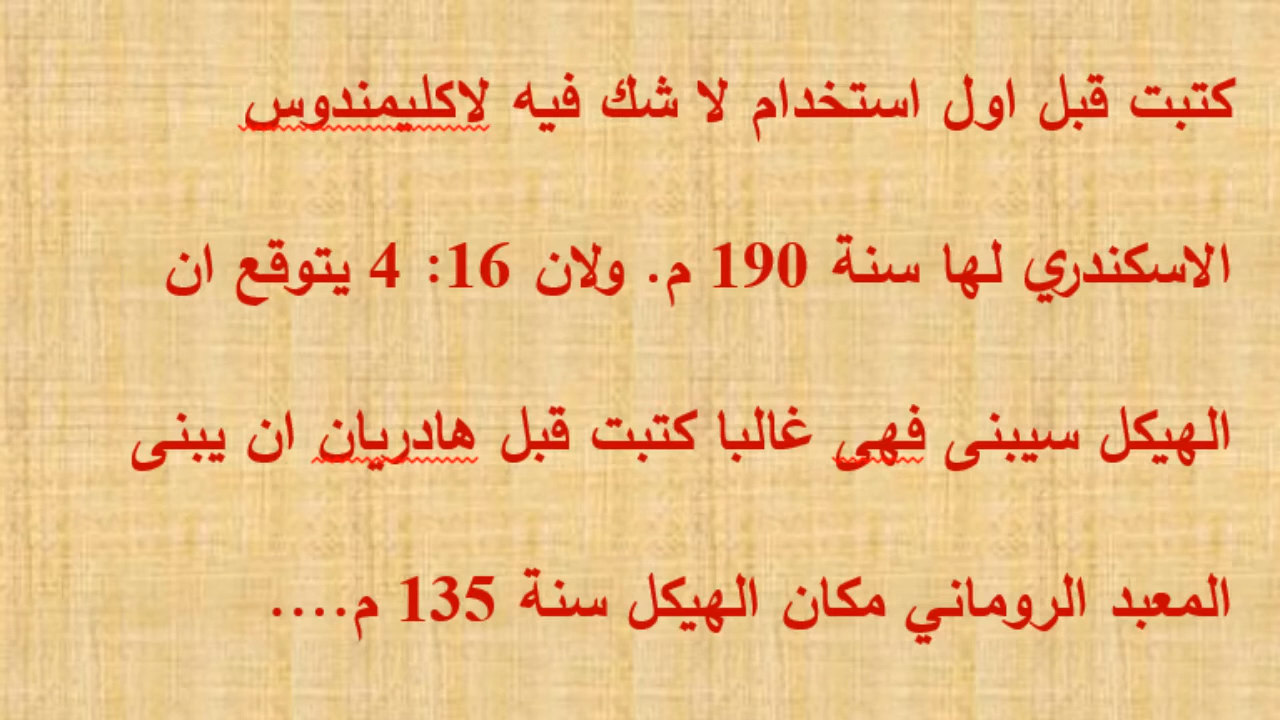 كتبت قبل اول استخدام لا شك فيه لاكليمندوس
الاسكندري لها سنة 190 م. ولان 16: 4 يتوقع ان
الهيكل سيبنى فهى غالبا كتبت قبل هادريان ان يبنى
المعبد الروماني مكان الهيكل سنة 135 م....